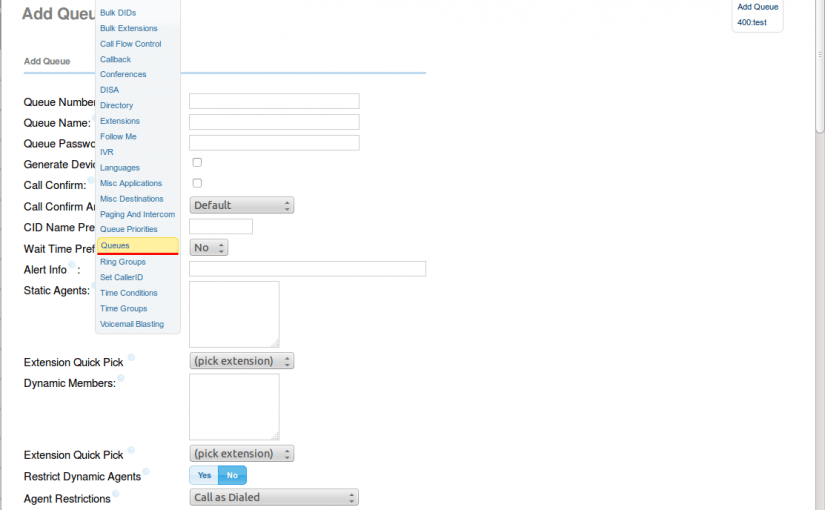 Add Queu
Add Queue
400:test
Bulk DIDs
Bulk Extensions
Call Flow Control
Callback
Conferences
DISA
Directory
Extensions
Follow Me
IVR
Languages
Misc Applications
Misc Destinations
Paging And Intercom
Queue Priorities
Queues
Ring Groups
Set CallerID
Time Conditions
Time Groups
Voicemail Blasting
Add Queue
Queue Number
Queue Name:
Queue Passwo
Generate Devic
Call Confirm:
Call Confirm An
Default
CID Name Pre
Wait Time Pref
No
Alert Info :
Static Agents:
Extension Quick Pick
(pick extension)
Dynamic Members:
Extension Quick Pick
(pick extension)
Restrict Dynamic Agents
Yes No
Agent Restrictions
Call as Dialed